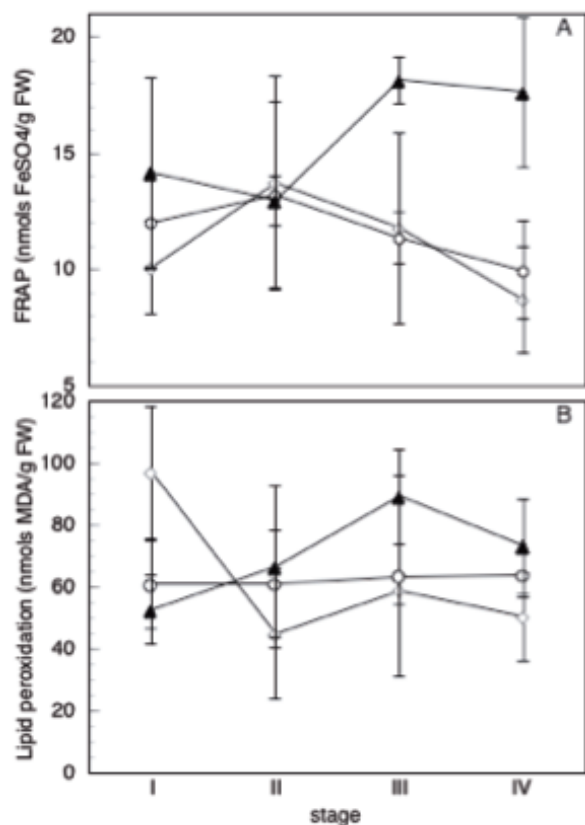 A
FRAP (nmols FeSO4/g FW)
20
15
10
5
B
Lipid peroxidation (nmols MDA/g FW)
120
100
80
60
40
20
0
I II III IV
stage